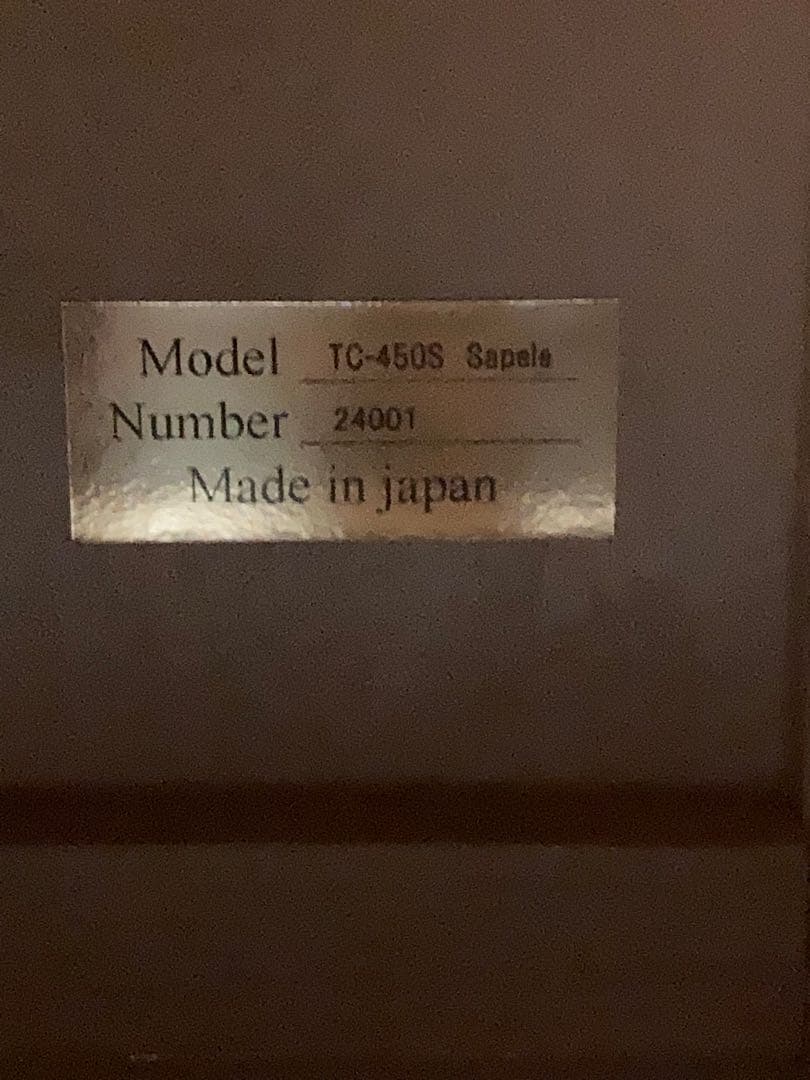 Model TC-450S Sapele
Number 24001
Made in japan